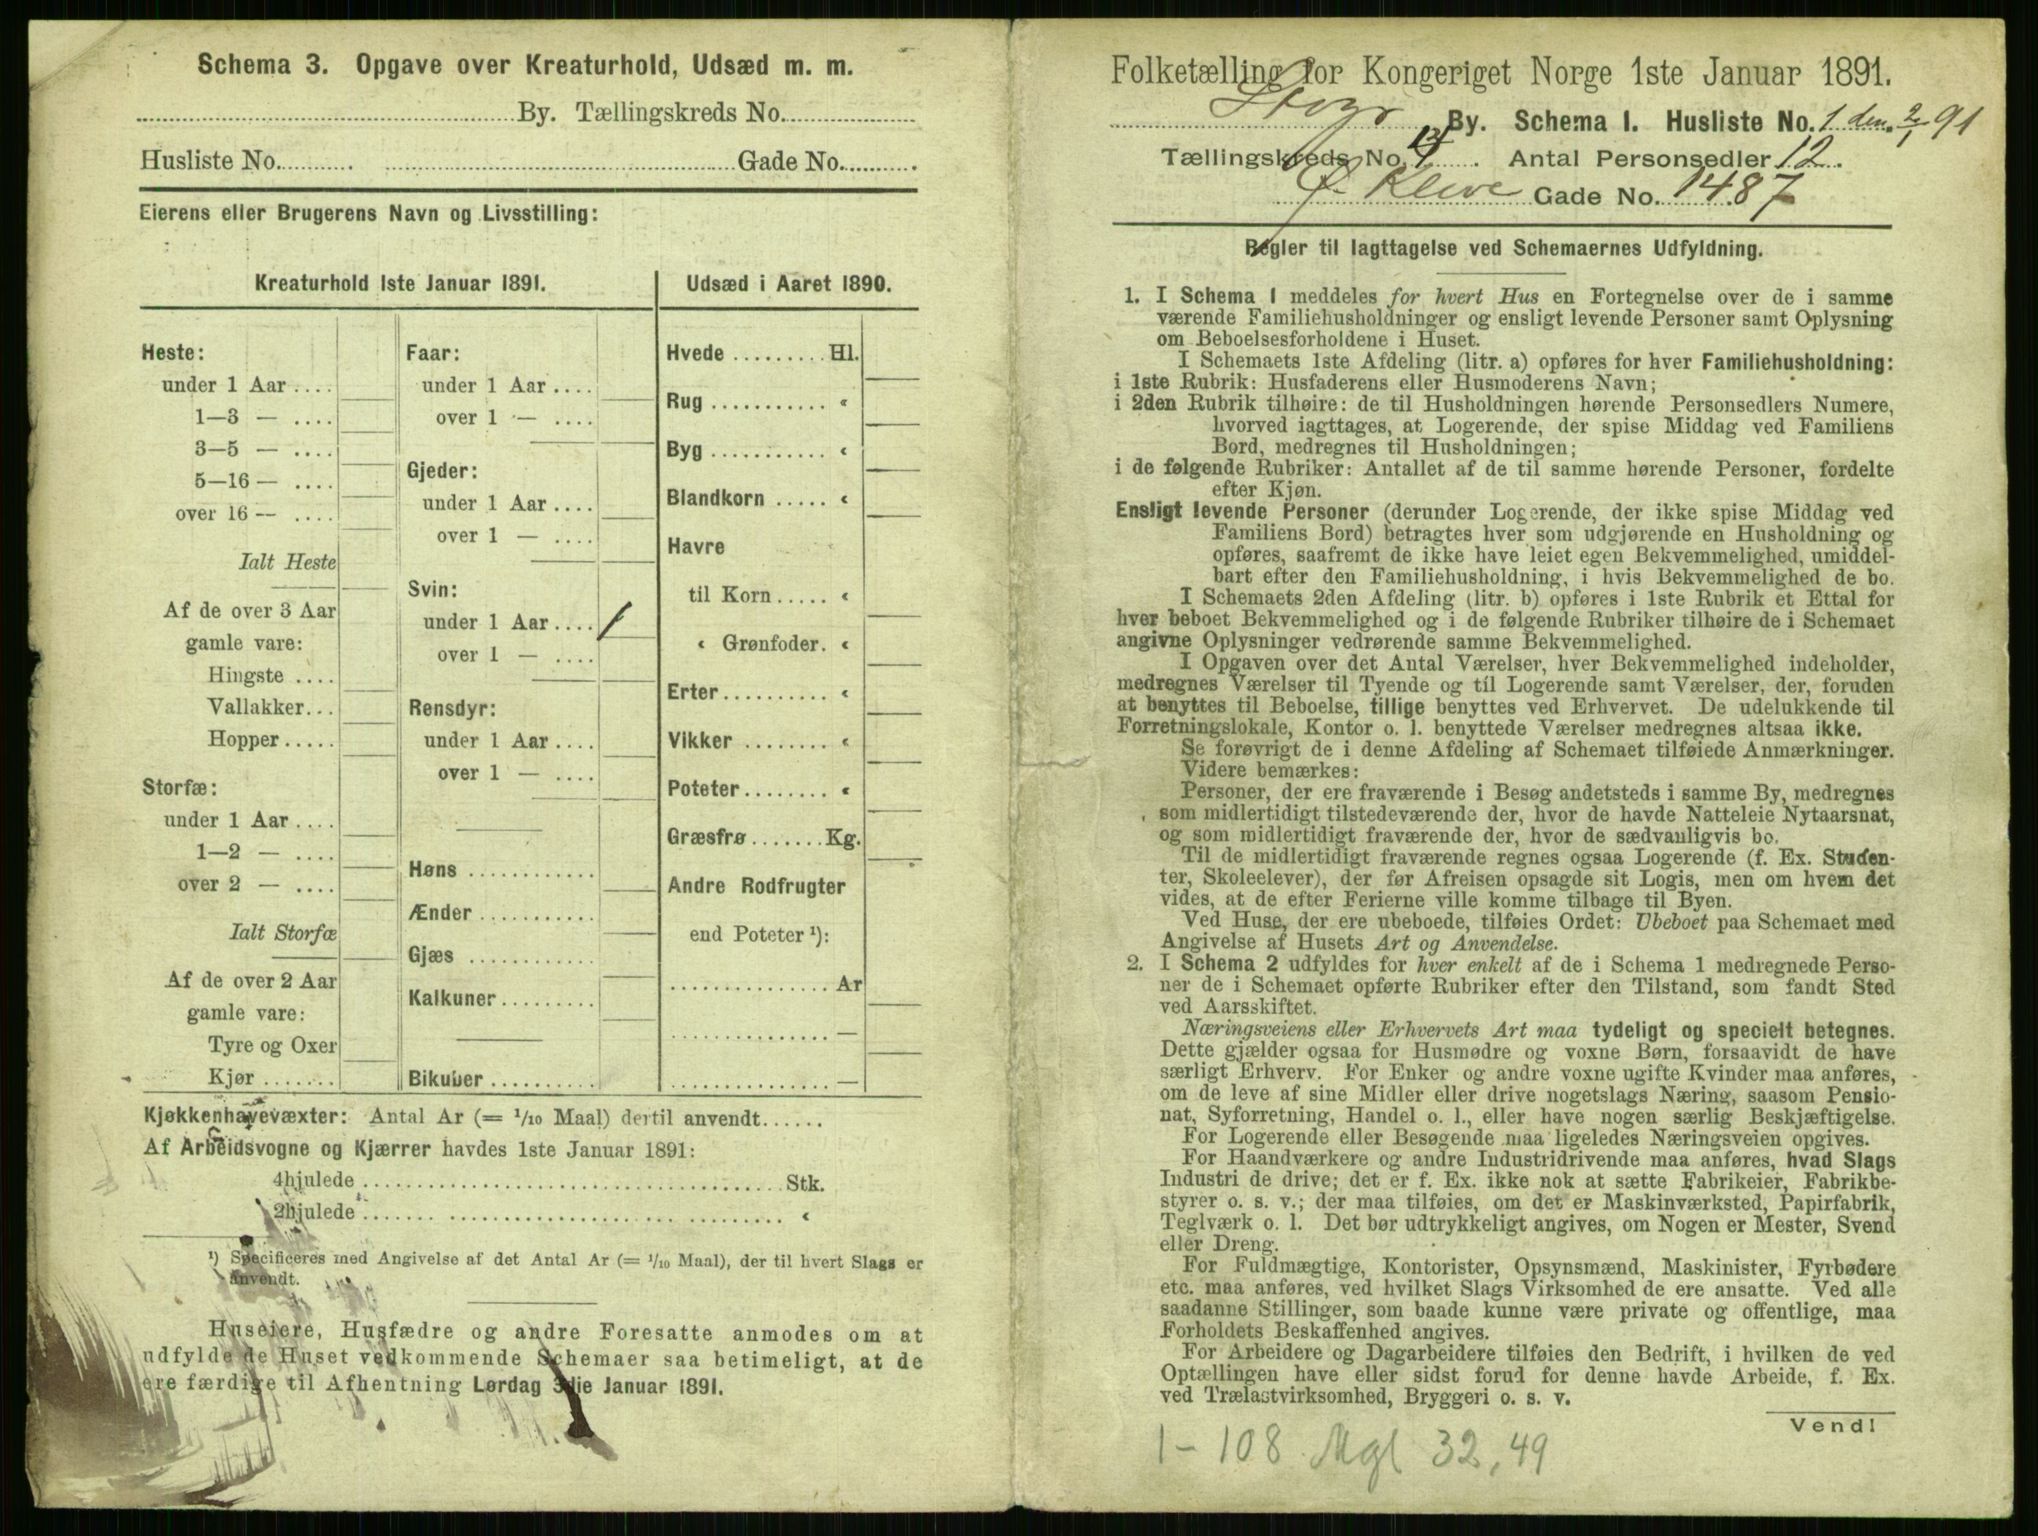 Schema 3. Opgave over Kreaturhold, Udsæd m. m.
By. Tællingskreds No.
Husliste No. Gade No.
Eierens eller Brugerens Navn og Livsstilling:
Kreaturhold 1ste Januar 1891.
Heste:
under 1 Aar
1—3 —
3—5 —
5—16 —
over 16 —
Ialt Heste
Af de over 3 Aar
gamle vare:
Hingste
Vallakker
Hopper
Storfæ:
under 1 Aar
1—2 —
over 2 —
Ialt Storfæ
Af de over 2 Aar
gamle vare:
Tyre og Oxer
Kjør
Faar:
under 1 Aar
over 1 —
Gjeder:
under 1 Aar
over 1 —
Svin:
under 1 Aar 1
over 1 —
Rensdyr:
under 1 Aar
over 1 —
Høns
Ænder
Gjæs
Kalkuner
Bikuber
Udsæd i Aaret 1890.
Hvede Hl.
Rug «
Byg «
Blandkorn «
Havre
til Korn «
« Grønfoder. «
Erter «
Vikker «
Poteter «
Græsfrø Kg.
Andre Rodfrugter
end Poteter ¹):
Ar
—
—
Kjøkkenhavevæxter: Antal Ar (= 1/10 Maal) dertil anvendt
Af Arbeidsvogne og Kjærrer havdes 1ste Januar 1891:
4hjulede Stk.
2hjulede «
¹) Specificeres med Angivelse af det Antal Ar (= 1/10 Maal), der til hvert Slags er
anvendt.
Huseiere, Husfædre og andre Foresatte anmodes om at
udfylde de Huset vedkommende Schemaer saa betimeligt, at de
ere færdige til Afhentning Lørdag 3die Januar 1891.
Folketælling for Kongeriget Norge 1ste Januar 1891.
By. Schema I. Husliste No. 1 den 2/1 91
Tællingskreds No. Antal Personsedler 12.
Ø. Kleve Gade No. 1487
Regler til Iagttagelse ved Schemaernes Udfyldning.
1. I Schema 1 meddeles for hvert Hus en Fortegnelse over de i samme
værende Familiehusholdninger og ensligt levende Personer samt Oplysning
om Beboelsesforholdene i Huset.
I Schemaets 1ste Afdeling (litr. a) opføres for hver Familiehusholdning:
i 1ste Rubrik: Husfaderens eller Husmoderens Navn;
i 2den Rubrik tilhøire: de til Husholdningen hørende Personsedlers Numere,
hvorved iagttages, at Logerende, der spise Middag ved Familiens
Bord, medregnes til Husholdningen;
i de følgende Rubriker: Antallet af de til samme hørende Personer, fordelte
efter Kjøn.
Ensligt levende Personer (derunder Logerende, der ikke spise Middag ved
Familiens Bord) betragtes hver som udgjørende en Husholdning og
opføres, saafremt de ikke have leiet egen Bekvemmelighed, umiddel-
bart efter den Familiehusholdning, i hvis Bekvemmelighed de bo.
I Schemaets 2den Afdeling (litr. b) opføres i 1ste Rubrik et Ettal for
hver beboet Bekvemmelighed og i de følgende Rubriker tilhøire de i Schemaet
angivne Oplysninger vedrørende samme Bekvemmelighed.
I Opgaven over det Antal Værelser, hver Bekvemmelighed indeholder,
medregnes Værelser til Tyende og til Logerende samt Værelser, der, foruden
at benyttes til Beboelse, tillige benyttes ved Erhvervet. De udelukkende til
Forretningslokale, Kontor o. l. benyttede Værelser medregnes altsaa ikke.
Se forøvrigt de i denne Afdeling af Schemaet tilføiede Anmærkninger.
Videre bemærkes:
Personer, der ere fraværende i Besøg andetsteds i samme By, medregnes
som midlertidigt tilstedeværende der, hvor de havde Natteleie Nytaarsnat,
og som midlertidigt fraværende der, hvor de sædvanligvis bo.
Til de midlertidigt fraværende regnes ogsaa Logerende (f. Ex. Studen-
ter, Skoleelever), der før Afreisen opsagde sit Logis, men om hvem det
vides, at de efter Ferierne ville komme tilbage til Byen.
Ved Huse, der ere ubeboede, tilføies Ordet: Ubeboet paa Schemaet med
Angivelse af Husets Art og Anvendelse.
2. I Schema 2 udfyldes for hver enkelt af de i Schema 1 medregnede Perso-
ner de i Schemaet opførte Rubriker efter den Tilstand, som fandt Sted
ved Aarsskiftet.
Næringsveiens eller Erhvervets Art maa tydeligt og specielt betegnes.
Dette gjælder ogsaa for Husmødre og voxne Børn, forsaavidt de have
særligt Erhverv. For Enker og andre voxne ugifte Kvinder maa anføres,
om de leve af sine Midler eller drive nogetslags Næring, saasom Pensio-
nat, Syforretning, Handel o. l., eller have nogen særlig Beskjæftigelse.
For Logerende eller Besøgende maa ligeledes Næringsveien opgives.
For Haandværkere og andre Industridrivende maa anføres, hvad Slags
Industri de drive; det er f. Ex. ikke nok at sætte Fabrikeier, Fabrikbe-
styrer o. s. v.; der maa tilføies, om det er Maskinværksted, Papirfabrik,
Teglværk o. l. Det bør udtrykkeligt angives, om Nogen er Mester, Svend
eller Dreng.
For Fuldmægtige, Kontorister, Opsynsmænd, Maskinister, Fyrbødere
etc. maa anføres, ved hvilket Slags Virksomhed de ere ansatte. Ved alle
saadanne Stillinger, som baade kunne være private og offentlige, maa
Forholdets Beskaffenhed angives.
For Arbeidere og Dagarbeidere tilføies den Bedrift, i hvilken de ved
Optællingen have eller sidst forud for denne havde Arbeide, f. Ex.
ved Trælastvirksomhed, Bryggeri o. s. v.
Vend!
1 - 108 Mgl 32, 49